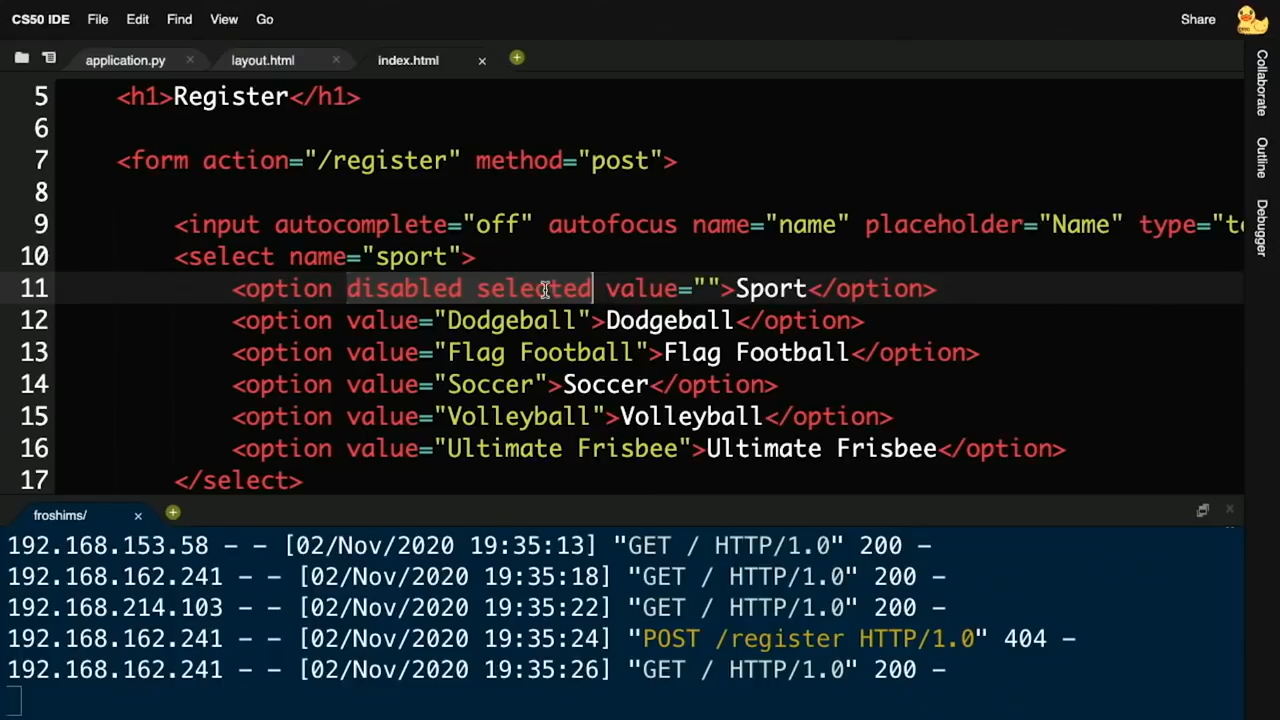 CS50 IDE File Edit Find View Go Share
application.py layout.html index.html
5 <h1>Register</h1>
6
7 <form action="/register" method="post">
8
9 <input autocomplete="off" autofocus name="name" placeholder="Name" type="te
10 <select name="sport">
11 <option disabled selected value="">Sport</option>
12 <option value="Dodgeball">Dodgeball</option>
13 <option value="Flag Football">Flag Football</option>
14 <option value="Soccer">Soccer</option>
15 <option value="Volleyball">Volleyball</option>
16 <option value="Ultimate Frisbee">Ultimate Frisbee</option>
17 </select>
froshims/
192.168.153.58 - - [02/Nov/2020 19:35:13] "GET / HTTP/1.0" 200 -
192.168.162.241 - - [02/Nov/2020 19:35:18] "GET / HTTP/1.0" 200 -
192.168.214.103 - - [02/Nov/2020 19:35:22] "GET / HTTP/1.0" 200 -
192.168.162.241 - - [02/Nov/2020 19:35:24] "POST /register HTTP/1.0" 404 -
192.168.162.241 - - [02/Nov/2020 19:35:26] "GET / HTTP/1.0" 200 -
Collaborate
Outline
Debugger